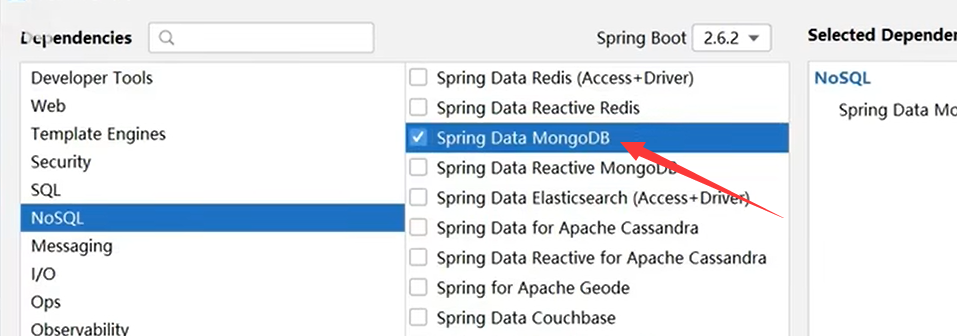 Dependencies
Spring Boot 2.6.2
Selected Depender
Developer Tools
Web
Template Engines
Security
SQL
NoSQL
Messaging
I/O
Ops
Observability
Spring Data Redis (Access+Driver)
Spring Data Reactive Redis
Spring Data MongoDB
Spring Data Reactive MongoDB
Spring Data Elasticsearch (Access+Driver)
Spring Data for Apache Cassandra
Spring Data Reactive for Apache Cassandra
Spring for Apache Geode
Spring Data Couchbase
NoSQL
Spring Data Mo